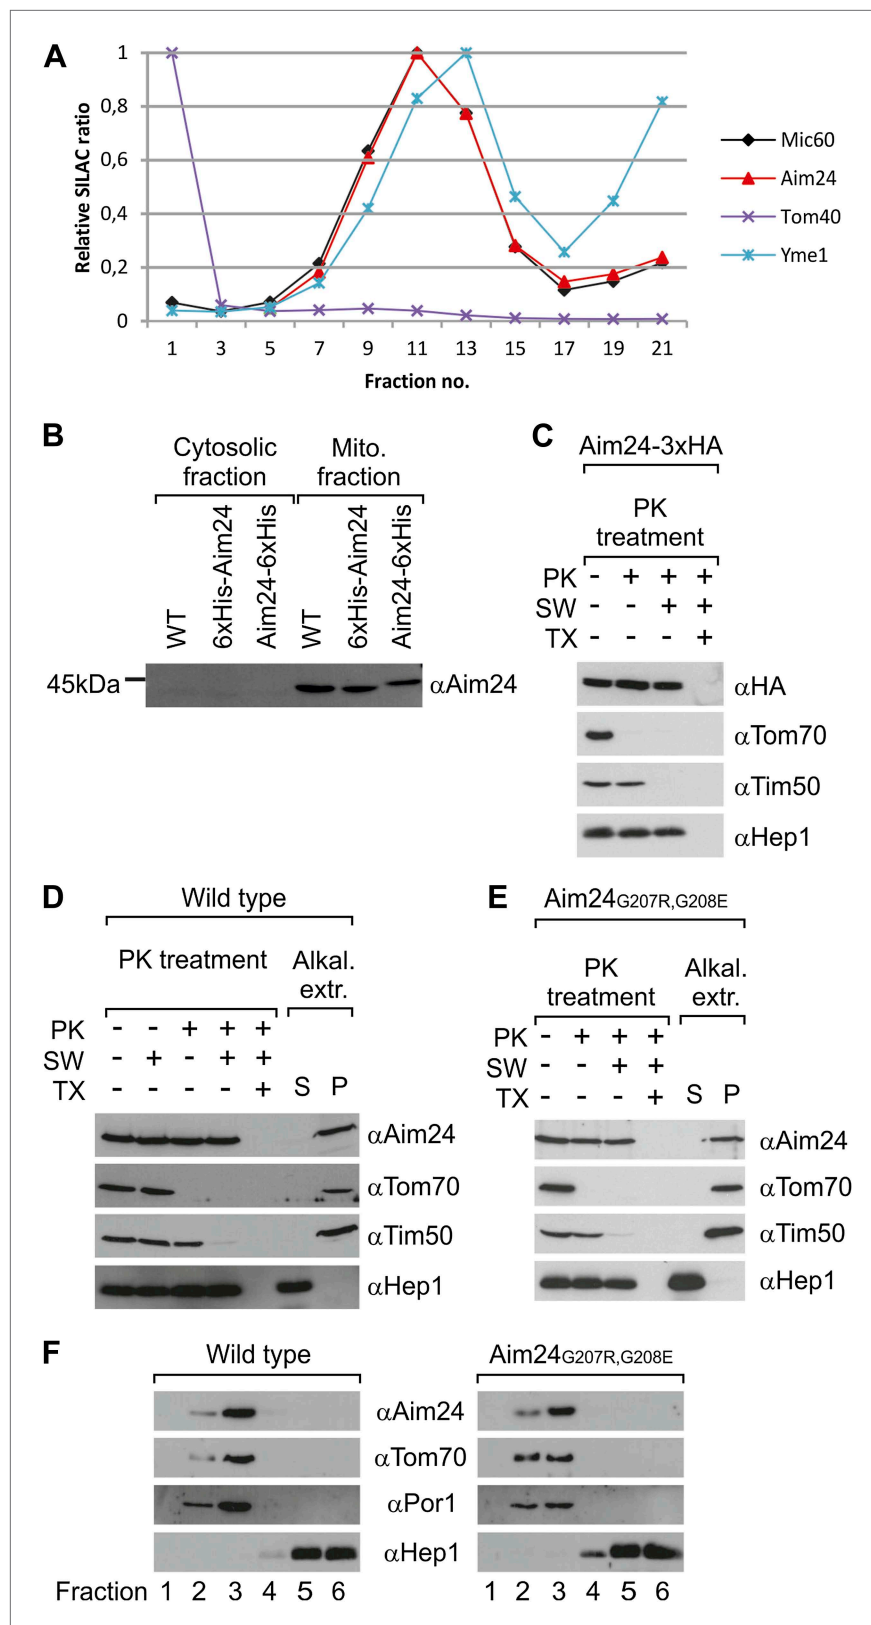 A
Relative SILAC ratio
1
0,8
0,6
0,4
0,2
0
1 3 5 7 9 11 13 15 17 19 21
Fraction no.
Mic60
Aim24
Tom40
Yme1
B
Cytosolic fraction
Mito. fraction
WT
6xHis-Aim24
Aim24-6xHis
WT
6xHis-Aim24
Aim24-6xHis
45kDa
αAim24
C
Aim24-3xHA
PK treatment
PK - + + +
SW - - + +
TX - - - +
αHA
αTom70
αTim50
αHep1
D
Wild type
PK treatment
Alkal. extr.
PK - - + + +
SW - + - + +
TX - - - - + S P
αAim24
αTom70
αTim50
αHep1
E
Aim24G207R,G208E
PK treatment
Alkal. extr.
PK - + + +
SW - - + +
TX - - - + S P
αAim24
αTom70
αTim50
αHep1
F
Wild type
Aim24G207R,G208E
αAim24
αTom70
αPor1
αHep1
Fraction 1 2 3 4 5 6 1 2 3 4 5 6